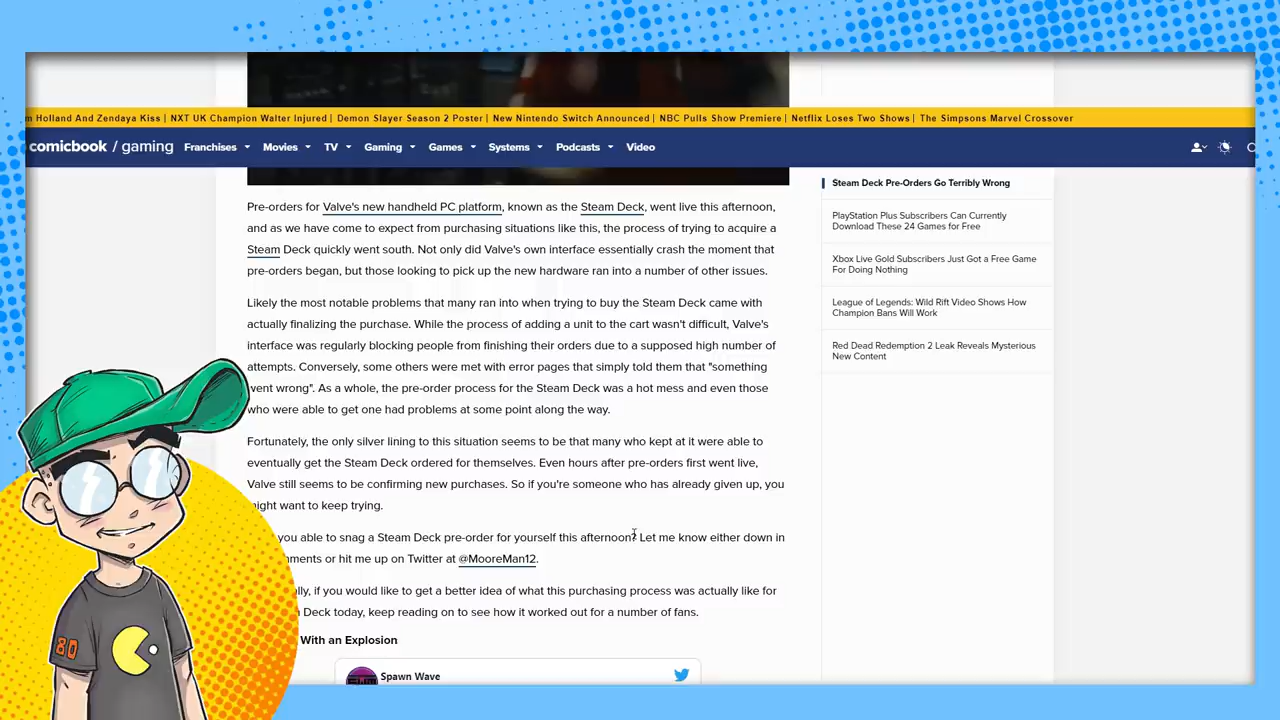 m Holland And Zendaya Kiss | NXT UK Champion Walter Injured | Demon Slayer Season 2 Poster | New Nintendo Switch Announced | NBC Pulls Show Premiere | Netflix Loses Two Shows | The Simpsons Marvel Crossover
comicbook / gaming Franchises Movies TV Gaming Games Systems Podcasts Video
Pre-orders for Valve's new handheld PC platform, known as the Steam Deck, went live this afternoon,
and as we have come to expect from purchasing situations like this, the process of trying to acquire a
Steam Deck quickly went south. Not only did Valve's own interface essentially crash the moment that
pre-orders began, but those looking to pick up the new hardware ran into a number of other issues.
Likely the most notable problems that many ran into when trying to buy the Steam Deck came with
actually finalizing the purchase. While the process of adding a unit to the cart wasn't difficult, Valve's
interface was regularly blocking people from finishing their orders due to a supposed high number of
attempts. Conversely, some others were met with error pages that simply told them that "something
went wrong". As a whole, the pre-order process for the Steam Deck was a hot mess and even those
who were able to get one had problems at some point along the way.
Fortunately, the only silver lining to this situation seems to be that many who kept at it were able to
eventually get the Steam Deck ordered for themselves. Even hours after pre-orders first went live,
Valve still seems to be confirming new purchases. So if you're someone who has already given up, you
might want to keep trying.
you able to snag a Steam Deck pre-order for yourself this afternoon? Let me know either down in
mments or hit me up on Twitter at @MooreMan12.
lly, if you would like to get a better idea of what this purchasing process was actually like for
Deck today, keep reading on to see how it worked out for a number of fans.
With an Explosion
Spawn Wave
Steam Deck Pre-Orders Go Terribly Wrong
PlayStation Plus Subscribers Can Currently
Download These 24 Games for Free
Xbox Live Gold Subscribers Just Got a Free Game
For Doing Nothing
League of Legends: Wild Rift Video Shows How
Champion Bans Will Work
Red Dead Redemption 2 Leak Reveals Mysterious
New Content
80